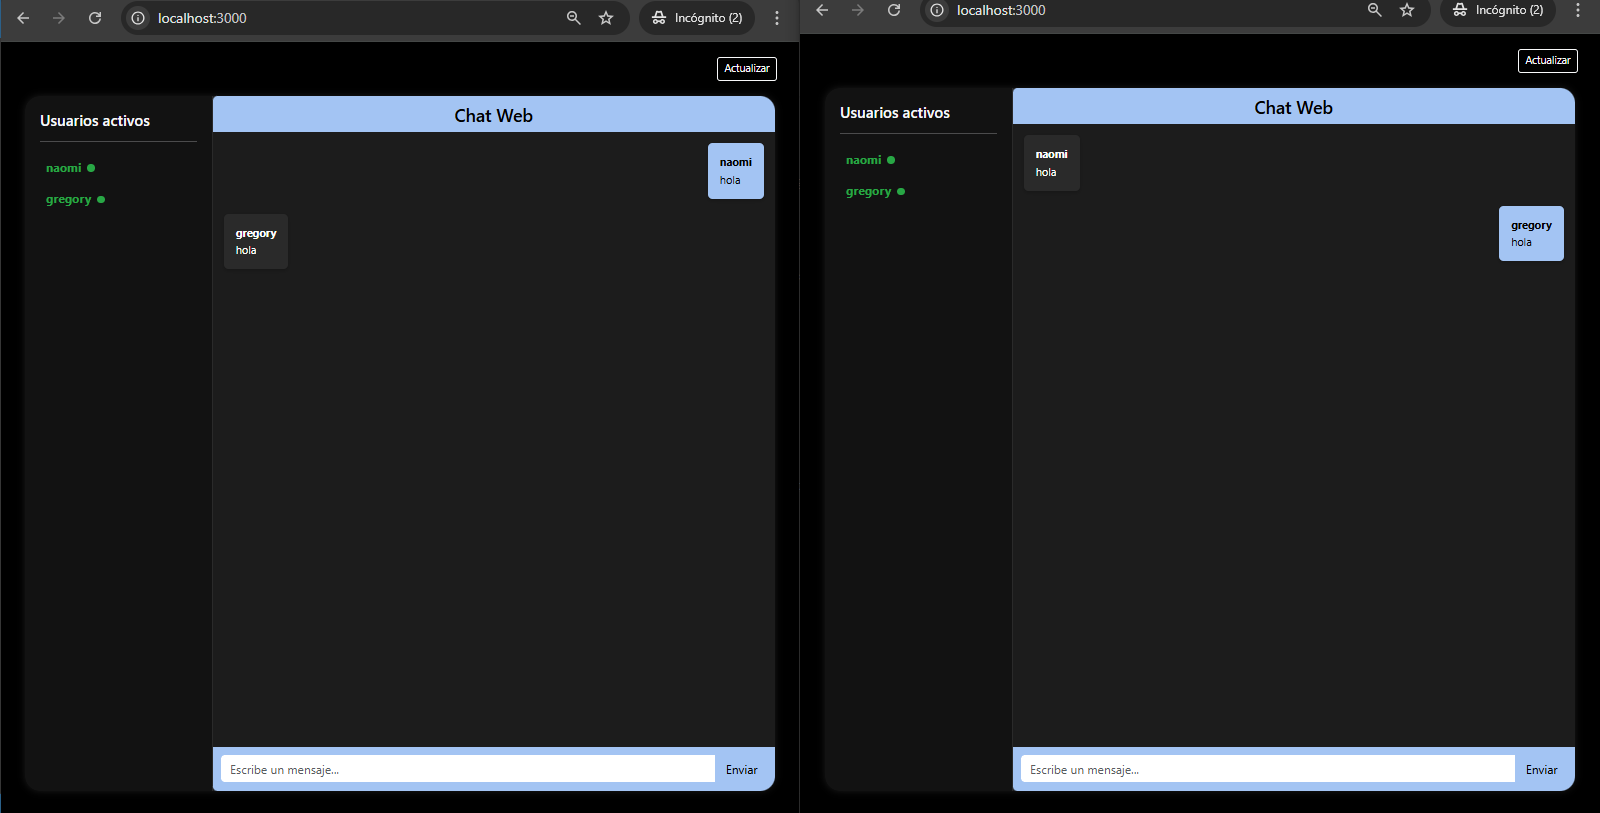 localhost:3000
Incógnito (2)
Actualizar
Usuarios activos
naomi
gregory
Chat Web
naomi
hola
gregory
hola
Escribe un mensaje...
Enviar
localhost:3000
Incógnito (2)
Actualizar
Usuarios activos
naomi
gregory
Chat Web
naomi
hola
gregory
hola
Escribe un mensaje...
Enviar